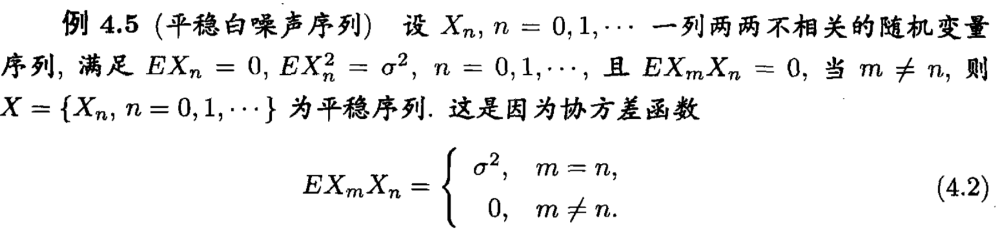 例 4.5 (平稳白噪声序列) 设 $X_n$, $n = 0, 1, \cdots$ 一列两两不相关的随机变量
序列, 满足 $EX_n = 0$, $EX_n^2 = \sigma^2$, $n = 0, 1, \cdots$, 且 $EX_mX_n = 0$, 当 $m \neq n$, 则
$X = \{X_n, n = 0, 1, \cdots\}$ 为平稳序列. 这是因为协方差函数
$EX_mX_n = \begin{cases} \sigma^2, & m = n, \\ 0, & m \neq n. \end{cases}$ (4.2)